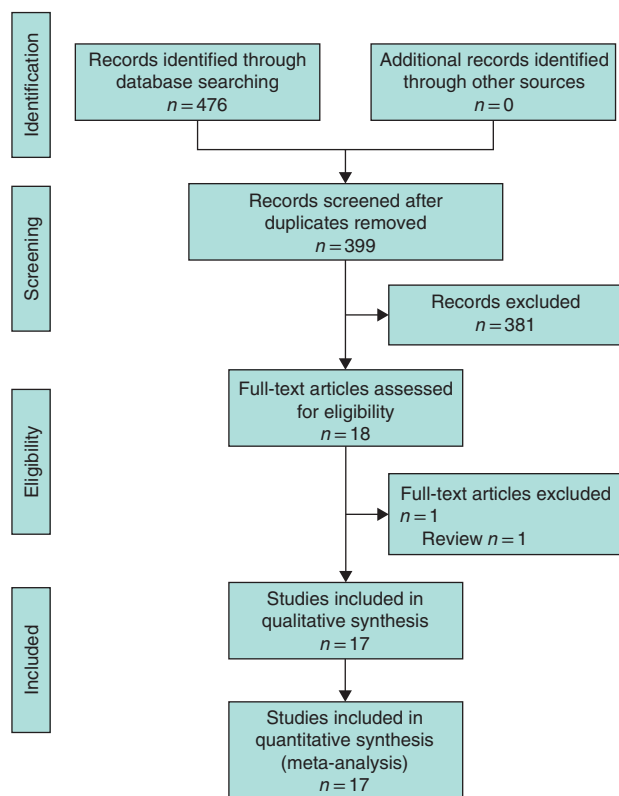 Identification
Records identified through
database searching
n = 476
Additional records identified
through other sources
n = 0
Screening
Records screened after
duplicates removed
n = 399
Records excluded
n = 381
Eligibility
Full-text articles assessed
for eligibility
n = 18
Full-text articles excluded
n = 1
Review n = 1
Included
Studies included in
qualitative synthesis
n = 17
Studies included in
quantitative synthesis
(meta-analysis)
n = 17